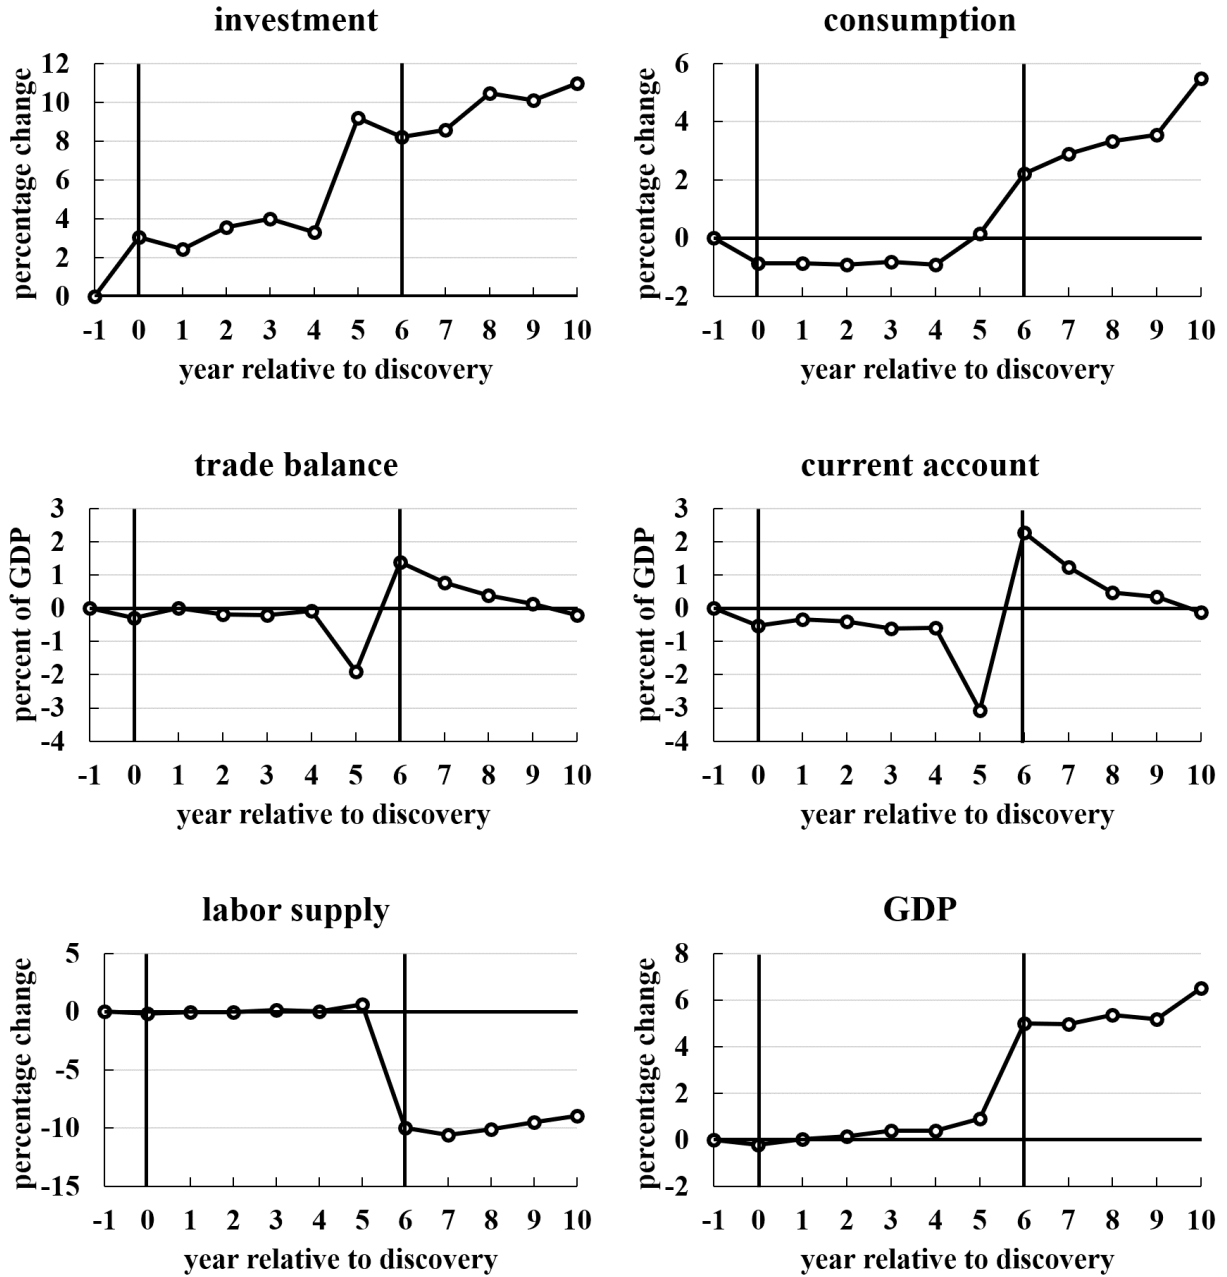 investment
percentage change
12
10
8
6
4
2
0
-1 0 1 2 3 4 5 6 7 8 9 10
year relative to discovery
consumption
percentage change
6
4
2
0
-2
-1 0 1 2 3 4 5 6 7 8 9 10
year relative to discovery
trade balance
percent of GDP
3
2
1
0
-1
-2
-3
-4
-1 0 1 2 3 4 5 6 7 8 9 10
year relative to discovery
current account
percent of GDP
3
2
1
0
-1
-2
-3
-4
-1 0 1 2 3 4 5 6 7 8 9 10
year relative to discovery
labor supply
percentage change
5
0
-5
-10
-15
-1 0 1 2 3 4 5 6 7 8 9 10
year relative to discovery
GDP
percentage change
8
6
4
2
0
-2
-1 0 1 2 3 4 5 6 7 8 9 10
year relative to discovery